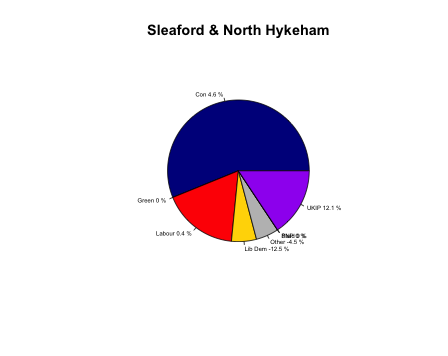 Sleaford & North Hykeham
Con 4.6 %
Green 0 %
UKIP 12.1 %
Labour 0.4 %
Other -4.5 %
Lib Dem -12.5 %